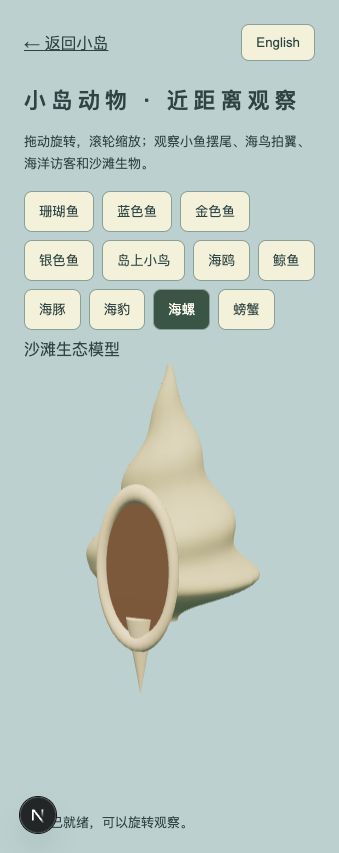 ← 返回小岛
English
小岛动物 · 近距离观察
拖动旋转，滚轮缩放；观察小鱼摆尾、海鸟拍翼、
海洋访客和沙滩生物。
珊瑚鱼
蓝色鱼
金色鱼
银色鱼
岛上小鸟
海鸥
鲸鱼
海豚
海豹
海螺
螃蟹
沙滩生态模型
N
已就绪，可以旋转观察。